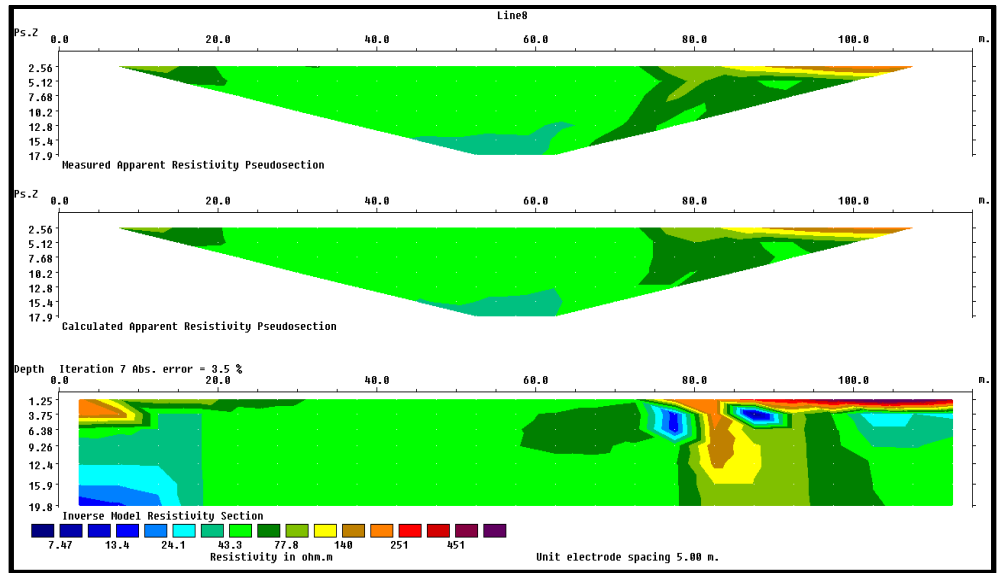 Line8
Ps.Z 0.0 20.0 40.0 60.0 80.0 100.0 m.
2.56
5.12
7.68
10.2
12.8
15.4
17.9
Measured Apparent Resistivity Pseudosection
Ps.Z 0.0 20.0 40.0 60.0 80.0 100.0 m.
2.56
5.12
7.68
10.2
12.8
15.4
17.9
Calculated Apparent Resistivity Pseudosection
Depth Iteration 7 Abs. error = 3.5 %
0.0 20.0 40.0 60.0 80.0 100.0 m.
1.25
3.75
6.38
9.26
12.4
15.9
19.8
Inverse Model Resistivity Section
7.47 13.4 24.1 43.3 77.8 140 251 451
Resistivity in ohm.m Unit electrode spacing 5.00 m.